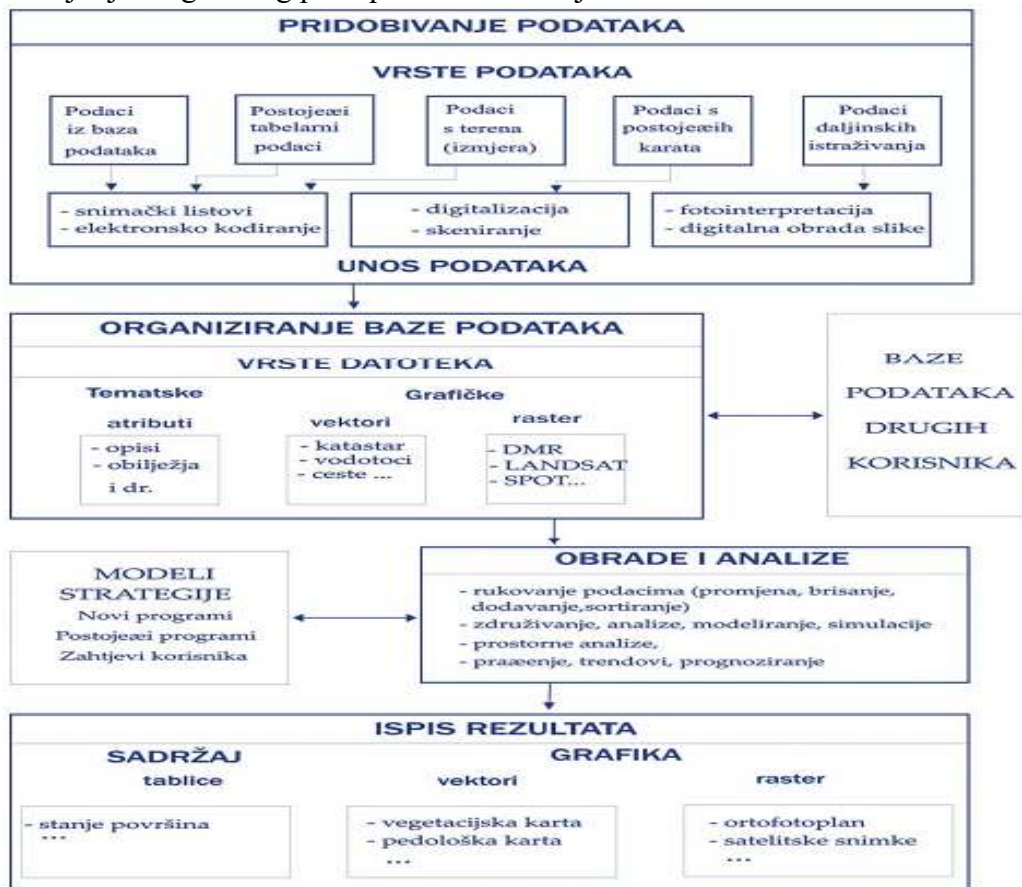 PRIDOBIVANJE PODATAKA
VRSTE PODATAKA
Podaci
iz baza
podataka
Postojeæi
tabelarni
podaci
Podaci
s terena
(izmjera)
Podaci s
postojeæih
karata
Podaci
daljinskih
istraživanja
- snimački listovi
- elektronsko kodiranje
- digitalizacija
- skeniranje
- fotointerpretacija
- digitalna obrada slike
UNOS PODATAKA
ORGANIZIRANJE BAZE PODATAKA
VRSTE DATOTEKA
Tematske
Grafičke
atributi
vektori
raster
- opisi
- obilježja
i dr.
- katastar
- vodotoci
- ceste ...
- DMR
- LANDSAT
- SPOT...
BAZE
PODATAKA
DRUGIH
KORISNIKA
MODELI
STRATEGIJE
Novi programi
Postojeæi programi
Zahtjevi korisnika
OBRADE I ANALIZE
- rukovanje podacima (promjena, brisanje,
dodavanje,sortiranje)
- združivanje, analize, modeliranje, simulacije
- prostorne analize,
- praæenje, trendovi, prognoziranje
ISPIS REZULTATA
SADRŽAJ
GRAFIKA
tablice
vektori
raster
- stanje površina
...
- vegetacijska karta
- pedološka karta
...
- ortofotoplan
- satelitske snimke
...